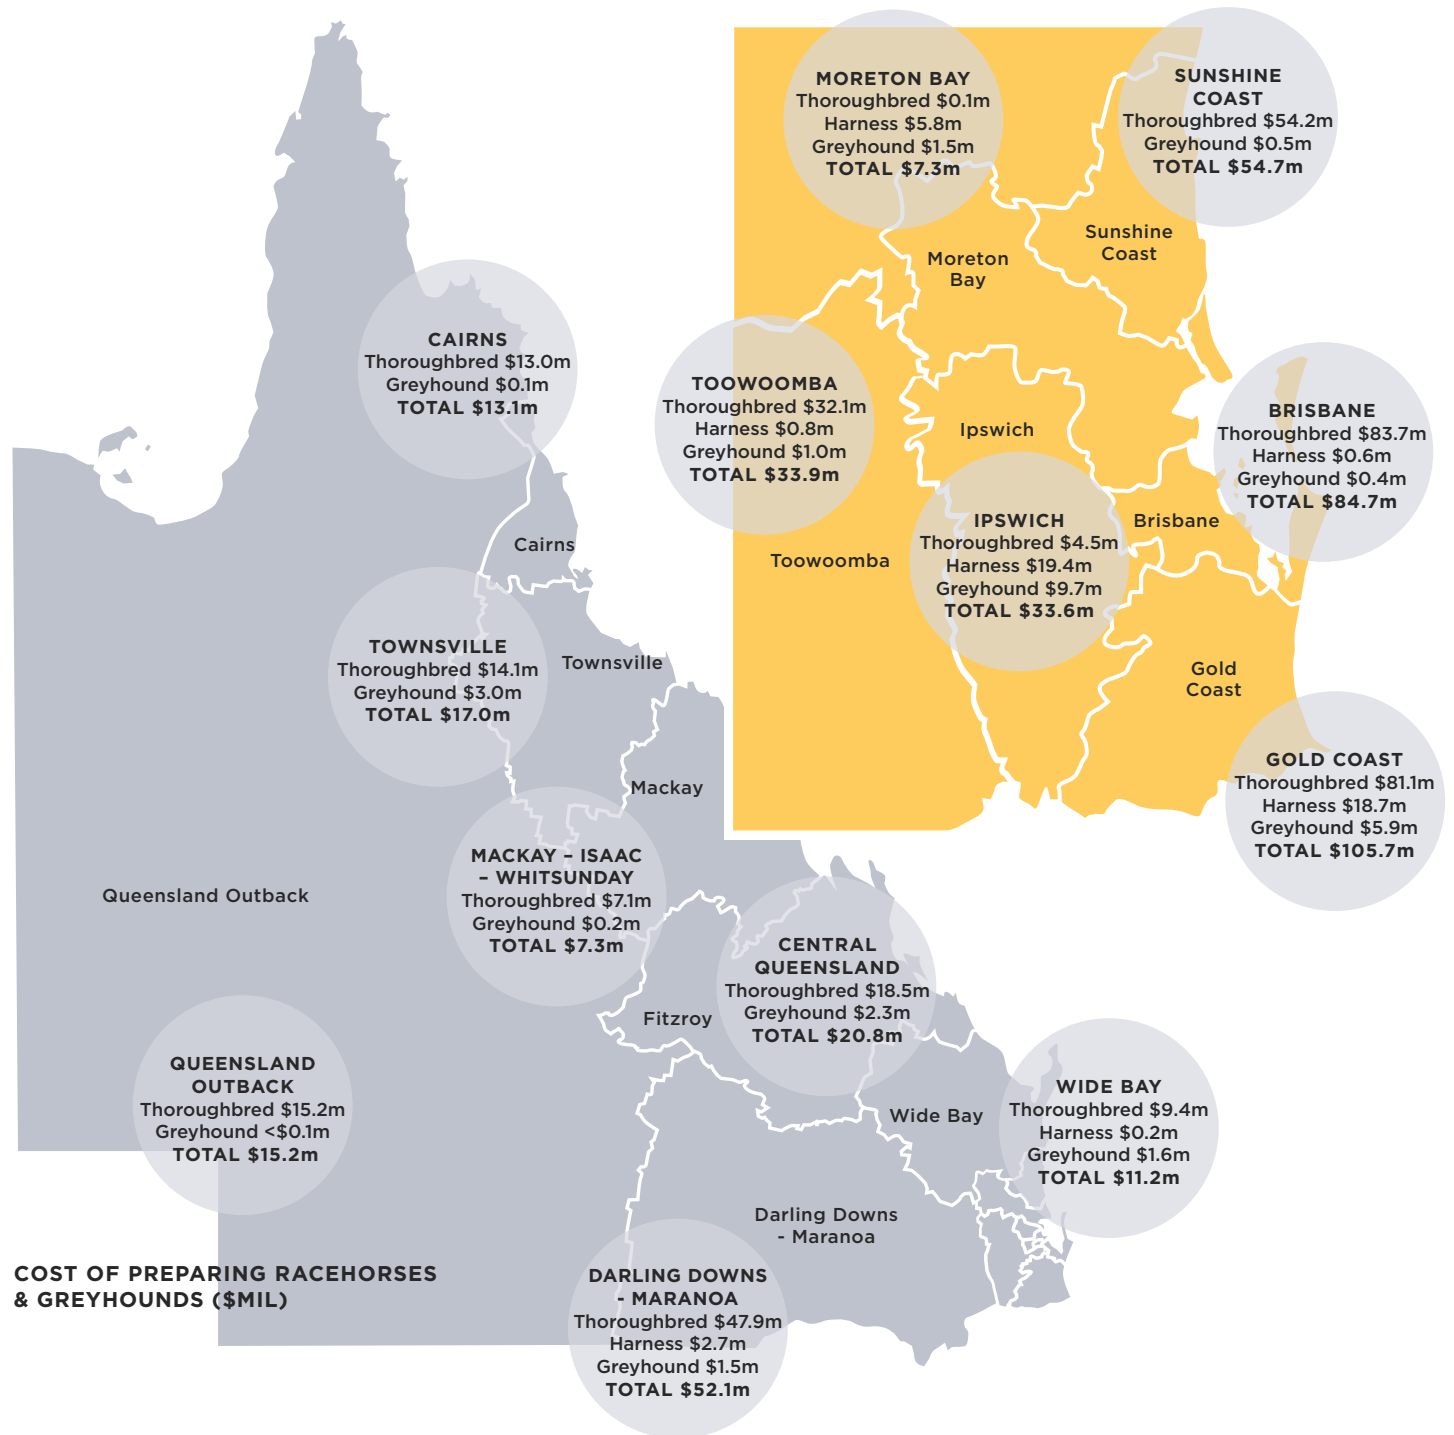 MORETON BAY
Thoroughbred $0.1m
Harness $5.8m
Greyhound $1.5m
TOTAL $7.3m
SUNSHINE
COAST
Thoroughbred $54.2m
Greyhound $0.5m
TOTAL $54.7m
Sunshine
Coast
Moreton
Bay
CAIRNS
Thoroughbred $13.0m
Greyhound $0.1m
TOTAL $13.1m
TOOWOOMBA
Thoroughbred $32.1m
Harness $0.8m
Greyhound $1.0m
TOTAL $33.9m
Ipswich
BRISBANE
Thoroughbred $83.7m
Harness $0.6m
Greyhound $0.4m
TOTAL $84.7m
IPSWICH
Thoroughbred $4.5m
Harness $19.4m
Greyhound $9.7m
TOTAL $33.6m
Brisbane
Cairns
Toowoomba
TOWNSVILLE
Thoroughbred $14.1m
Greyhound $3.0m
TOTAL $17.0m
Townsville
Gold
Coast
GOLD COAST
Thoroughbred $81.1m
Harness $18.7m
Greyhound $5.9m
TOTAL $105.7m
Mackay
MACKAY – ISAAC
– WHITSUNDAY
Thoroughbred $7.1m
Greyhound $0.2m
TOTAL $7.3m
Queensland Outback
CENTRAL
QUEENSLAND
Thoroughbred $18.5m
Greyhound $2.3m
TOTAL $20.8m
Fitzroy
QUEENSLAND
OUTBACK
Thoroughbred $15.2m
Greyhound <$0.1m
TOTAL $15.2m
Wide Bay
WIDE BAY
Thoroughbred $9.4m
Harness $0.2m
Greyhound $1.6m
TOTAL $11.2m
Darling Downs
- Maranoa
COST OF PREPARING RACEHORSES
& GREYHOUNDS ($MIL)
DARLING DOWNS
- MARANOA
Thoroughbred $47.9m
Harness $2.7m
Greyhound $1.5m
TOTAL $52.1m